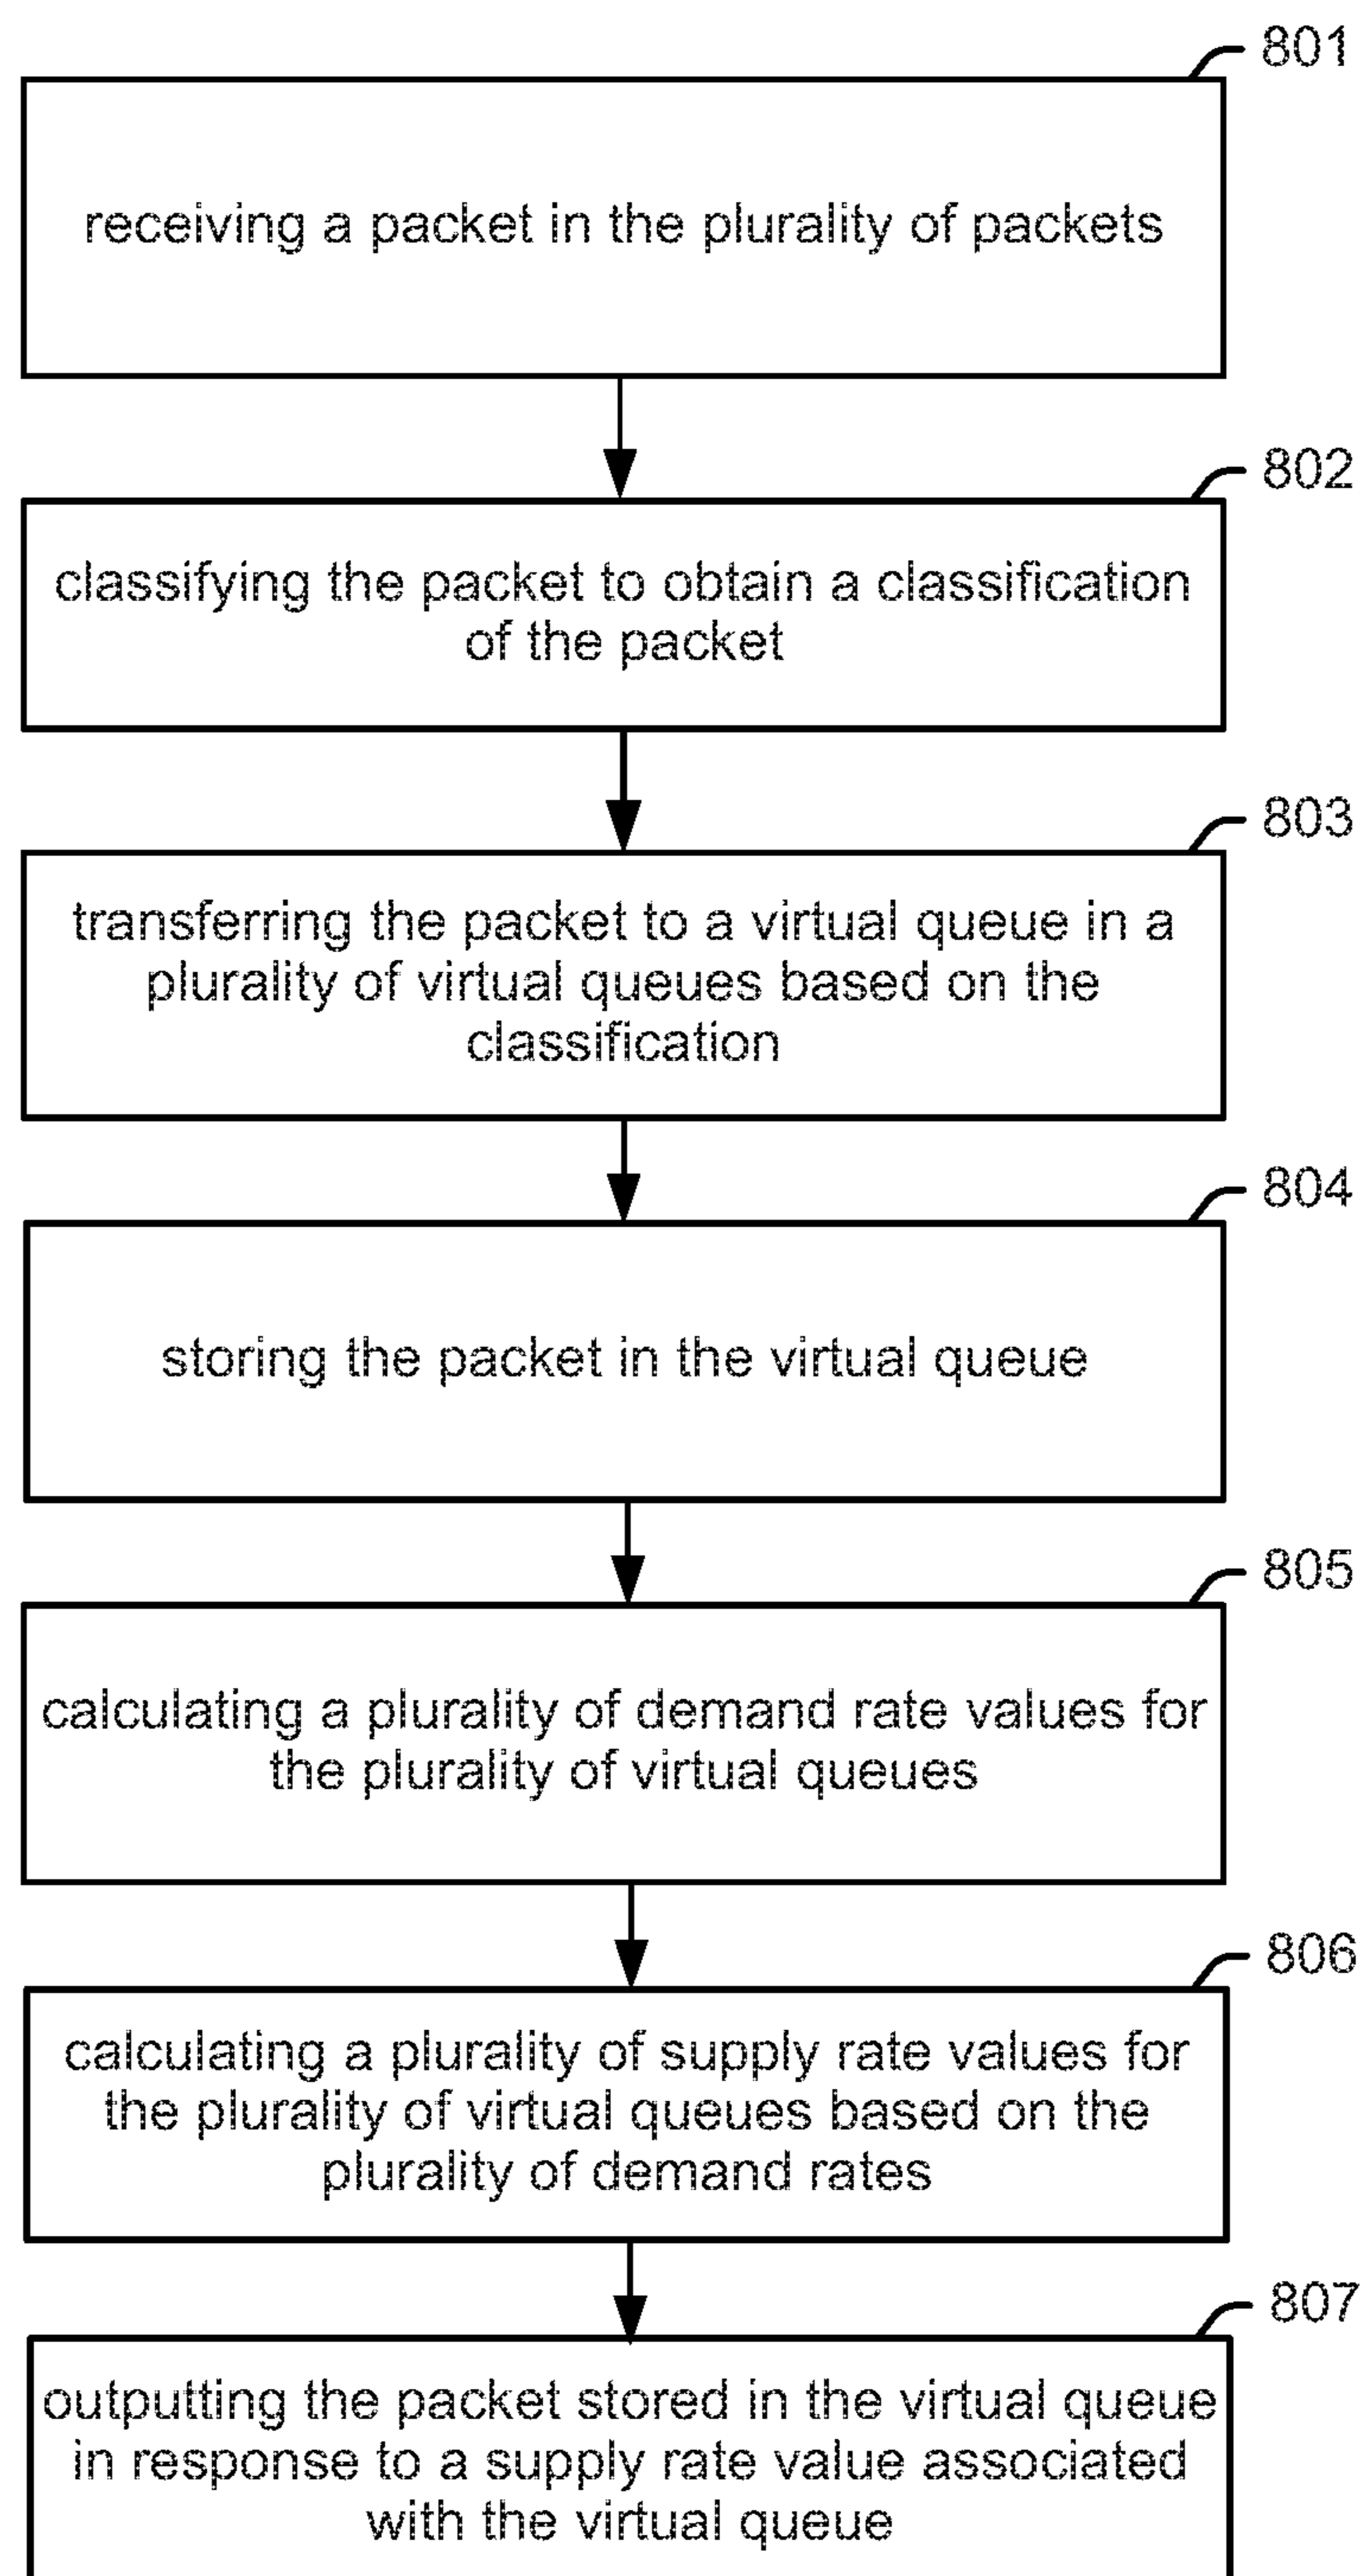 801
receiving a packet in the plurality of packets
802
classifying the packet to obtain a classification
of the packet
803
transferring the packet to a virtual queue in a
plurality of virtual queues based on the
classification
804
storing the packet in the virtual queue
805
calculating a plurality of demand rate values for
the plurality of virtual queues
806
calculating a plurality of supply rate values for
the plurality of virtual queues based on the
plurality of demand rates
807
outputting the packet stored in the virtual queue
in response to a supply rate value associated
with the virtual queue